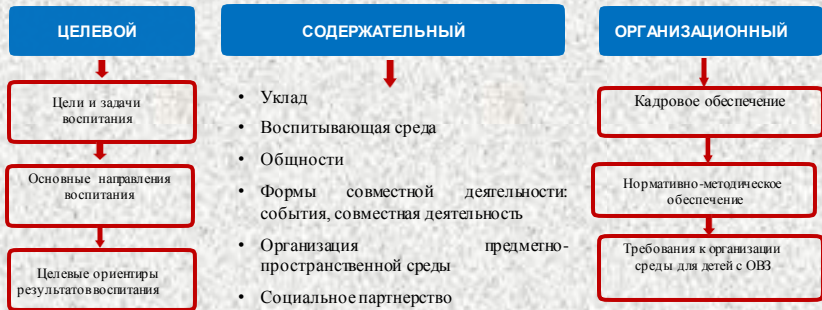 ЦЕЛЕВОЙ
Цели и задачи
воспитания
Основные направления
воспитания
Целевые ориентиры
результатов воспитания
СОДЕРЖАТЕЛЬНЫЙ
• Уклад
• Воспитывающая среда
• Общности
• Формы совместной деятельности:
события, совместная деятельность
• Организация предметно-
пространственной среды
• Социальное партнерство
ОРГАНИЗАЦИОННЫЙ
Кадровое обеспечение
Нормативно-методическое
обеспечение
Требования к организации
среды для детей с ОВЗ